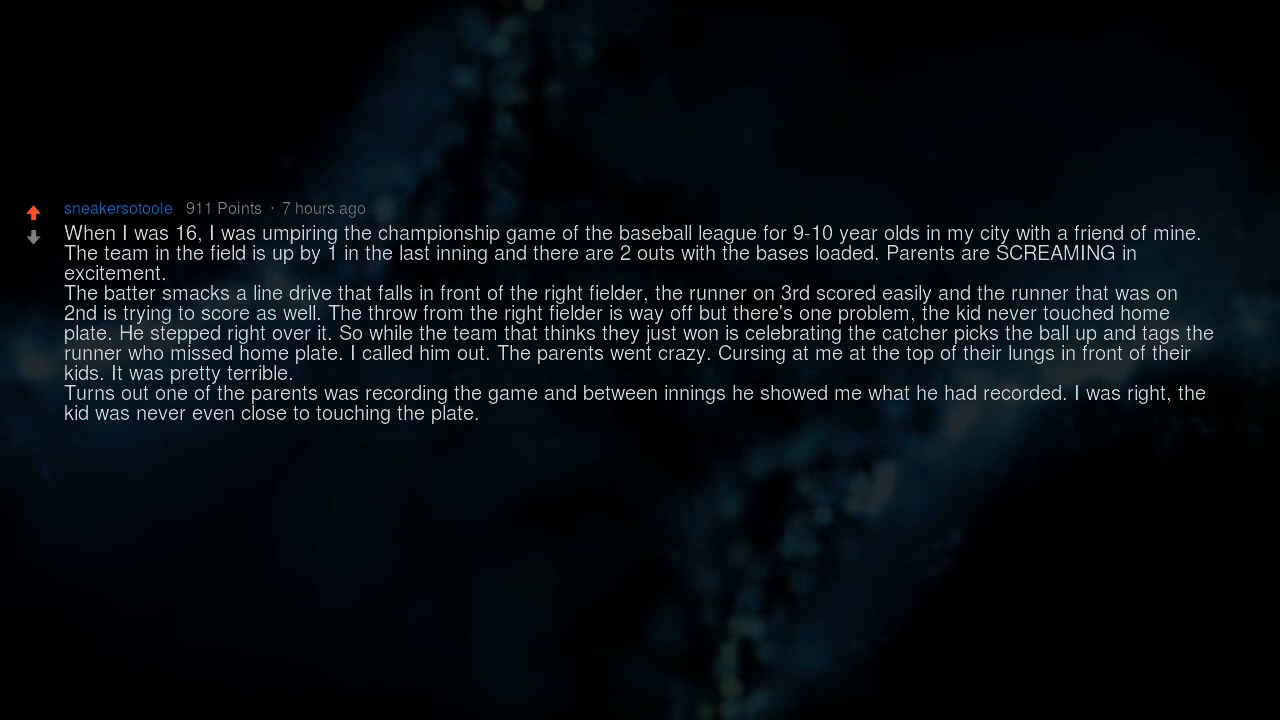 sneakersotoole 911 Points · 7 hours ago
When I was 16, I was umpiring the championship game of the baseball league for 9-10 year olds in my city with a friend of mine.
The team in the field is up by 1 in the last inning and there are 2 outs with the bases loaded. Parents are SCREAMING in
excitement.
The batter smacks a line drive that falls in front of the right fielder, the runner on 3rd scored easily and the runner that was on
2nd is trying to score as well. The throw from the right fielder is way off but there's one problem, the kid never touched home
plate. He stepped right over it. So while the team that thinks they just won is celebrating the catcher picks the ball up and tags the
runner who missed home plate. I called him out. The parents went crazy. Cursing at me at the top of their lungs in front of their
kids. It was pretty terrible.
Turns out one of the parents was recording the game and between innings he showed me what he had recorded. I was right, the
kid was never even close to touching the plate.